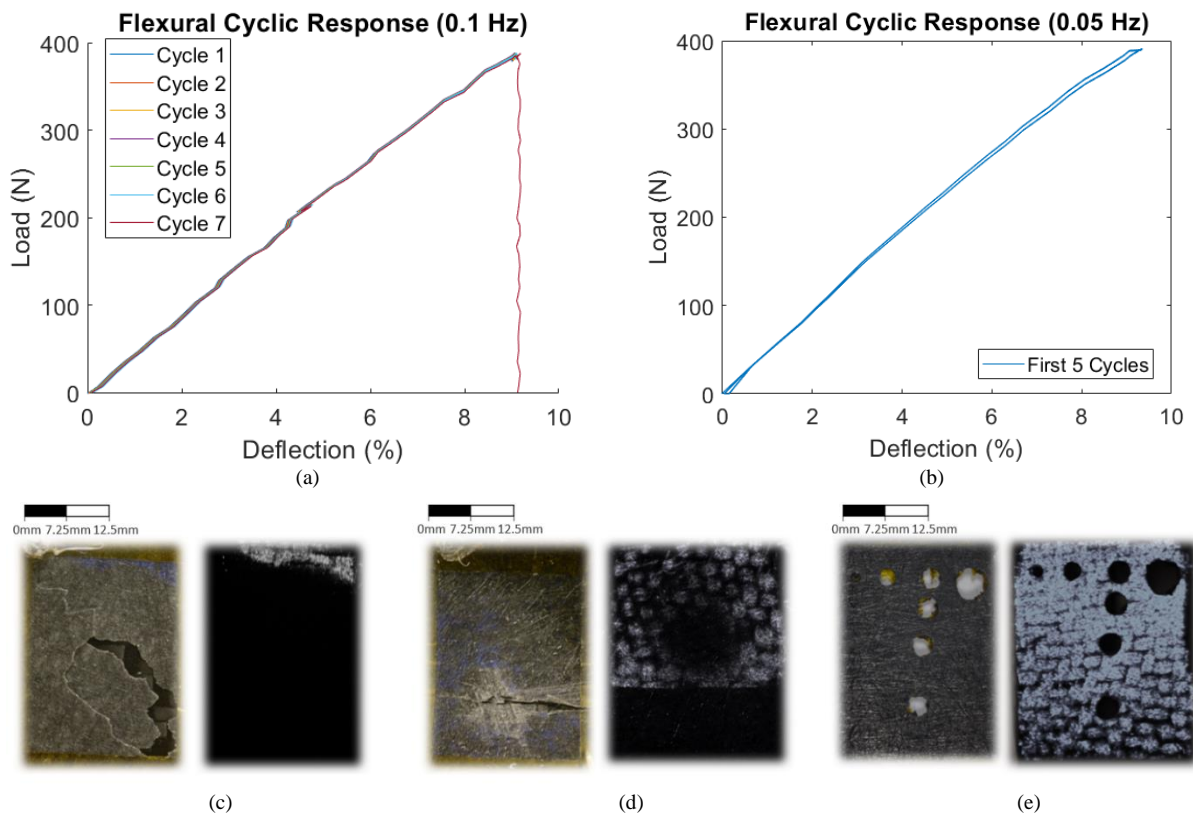 Flexural Cyclic Response (0.1 Hz)
Cycle 1
Cycle 2
Cycle 3
Cycle 4
Cycle 5
Cycle 6
Cycle 7
400
300
200
100
0
0 2 4 6 8 10
Load (N)
Deflection (%)
(a)
Flexural Cyclic Response (0.05 Hz)
400
300
200
100
0
0 2 4 6 8 10
Load (N)
First 5 Cycles
Deflection (%)
(b)
0mm 7.25mm 12.5mm
(c)
0mm 7.25mm 12.5mm
(d)
0mm 7.25mm 12.5mm
(e)